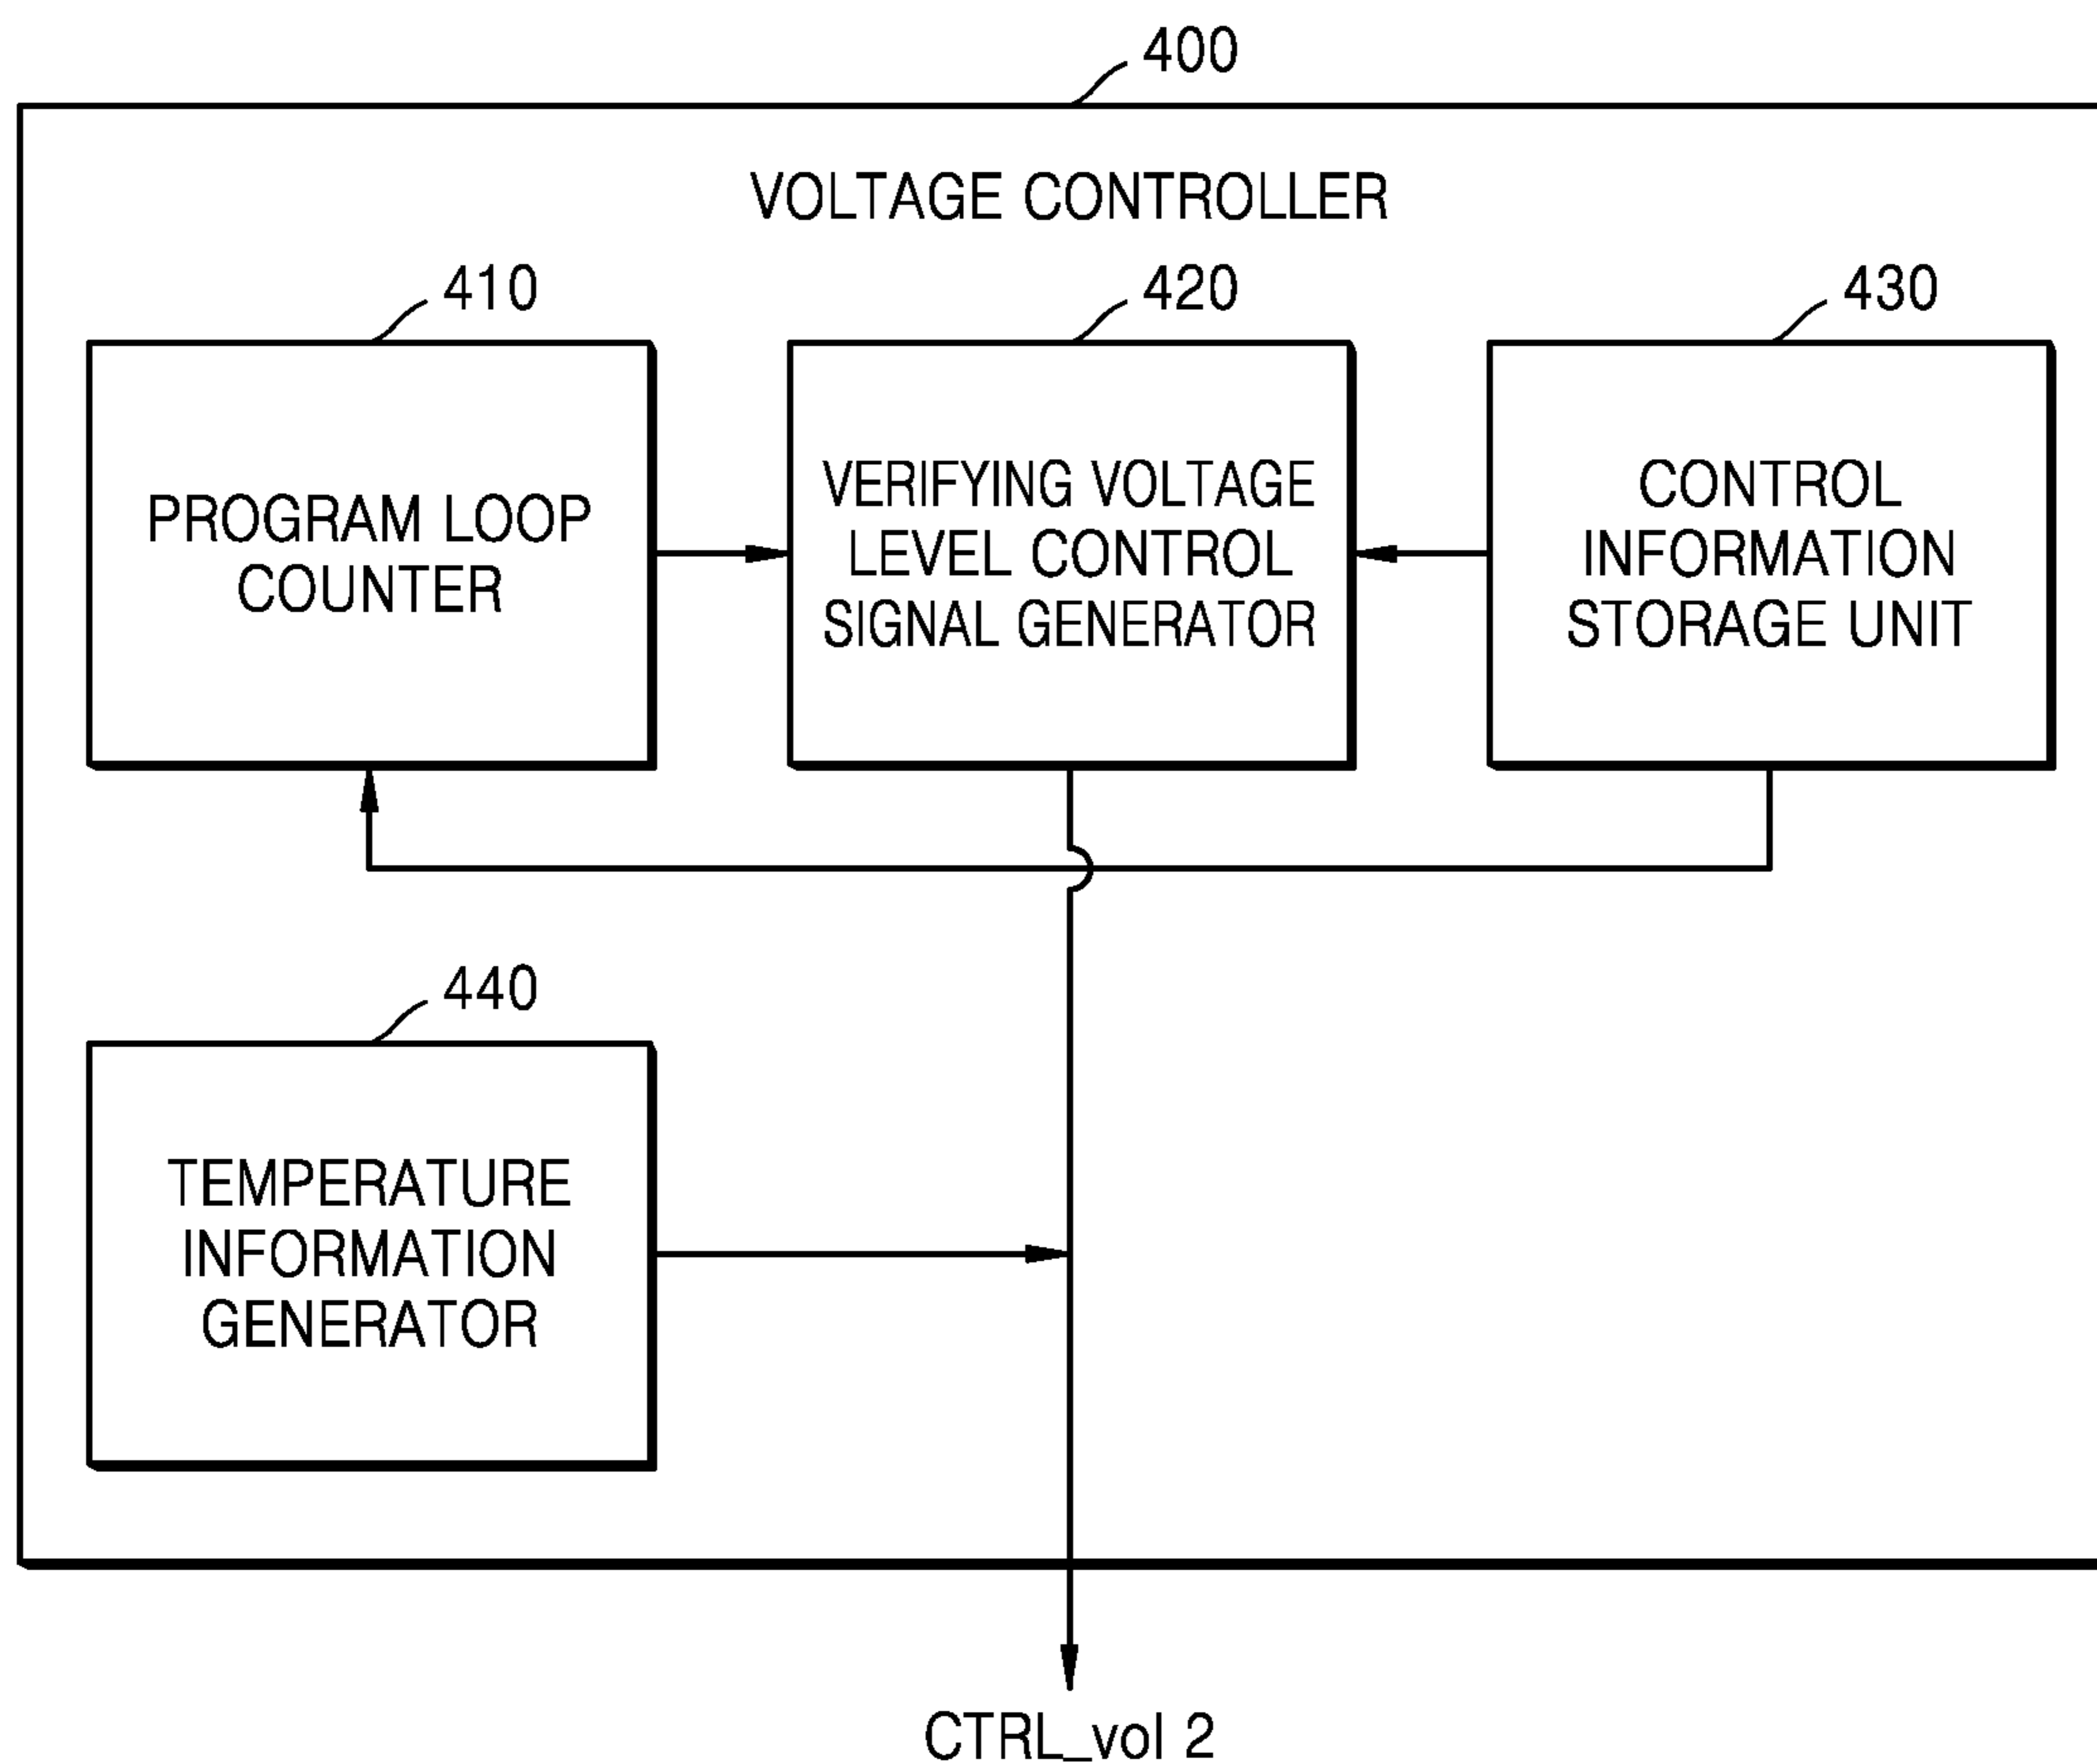 400
VOLTAGE CONTROLLER
410
420
430
PROGRAM LOOP
COUNTER
VERIFYING VOLTAGE
LEVEL CONTROL
SIGNAL GENERATOR
CONTROL
INFORMATION
STORAGE UNIT
440
TEMPERATURE
INFORMATION
GENERATOR
CTRL_vol 2